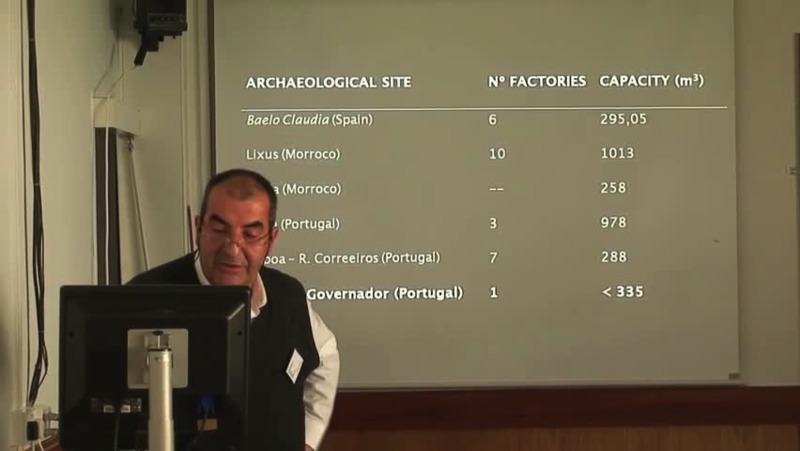 ARCHAEOLOGICAL SITE Nº FACTORIES CAPACITY (m³)
Baelo Claudia (Spain) 6 295,05
Lixus (Morroco) 10 1013
(Morroco) -- 258
(Portugal) 3 978
– R. Correeiros (Portugal) 7 288
Governador (Portugal) 1 < 335